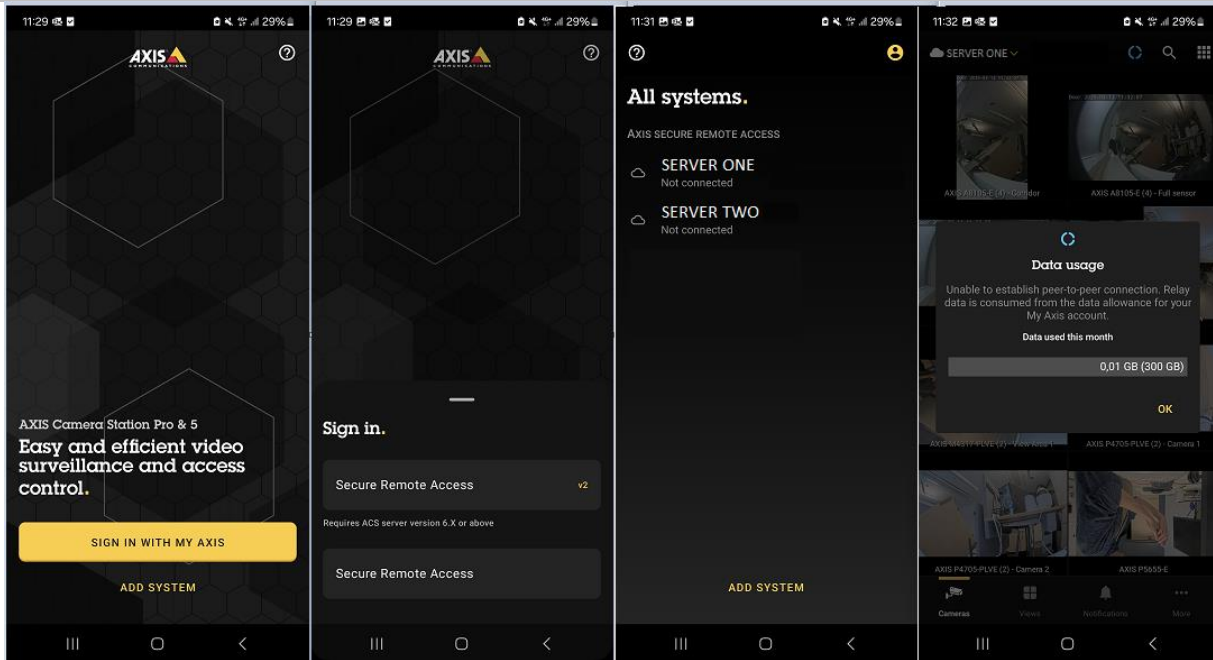 11:29
29%
AXIS
COMMUNICATIONS
AXIS Camera Station Pro & 5
Easy and efficient video
surveillance and access
control.
SIGN IN WITH MY AXIS
ADD SYSTEM
11:29
29%
AXIS
COMMUNICATIONS
Sign in.
Secure Remote Access
v2
Requires ACS server version 6.X or above
Secure Remote Access
11:31
29%
All systems.
AXIS SECURE REMOTE ACCESS
SERVER ONE
Not connected
SERVER TWO
Not connected
ADD SYSTEM
11:32
29%
SERVER ONE
AXIS A8105-E (4) - Corridor
AXIS A8105-E (4) - Full sensor
Data usage
Unable to establish peer-to-peer connection. Relay
data is consumed from the data allowance for your
My Axis account.
Data used this month
0,01 GB (300 GB)
OK
AXIS P4705-PLVE (2) - Camera 1
AXIS P4705-PLVE (2) - Camera 2
AXIS P5655-E
Cameras
Views
Notifications
More